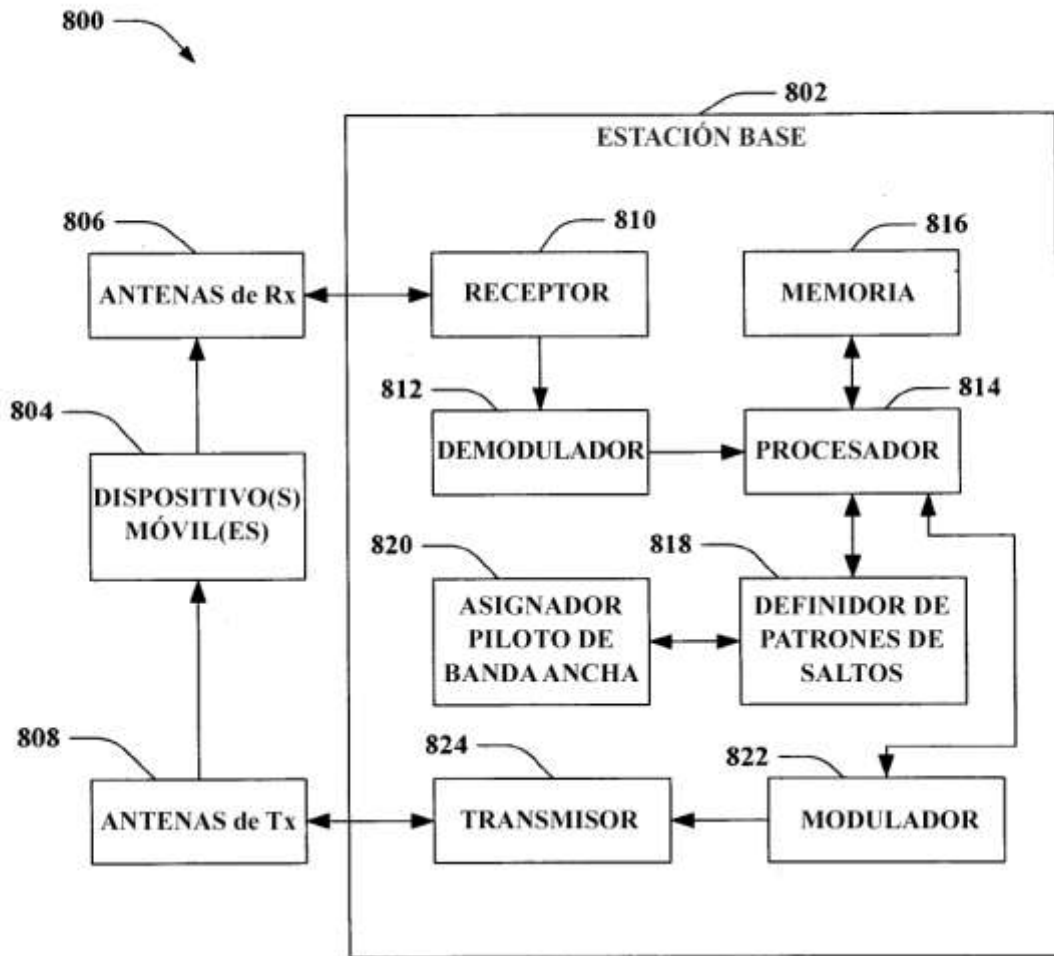 800
802
ESTACIÓN BASE
806
ANTENAS de Rx
810
RECEPTOR
816
MEMORIA
804
DISPOSITIVO(S)
MÓVIL(ES)
812
DEMODULADOR
814
PROCESADOR
820
ASIGNADOR
PILOTO DE
BANDA ANCHA
818
DEFINIDOR DE
PATRONES DE
SALTOS
808
ANTENAS de Tx
824
TRANSMISOR
822
MODULADOR